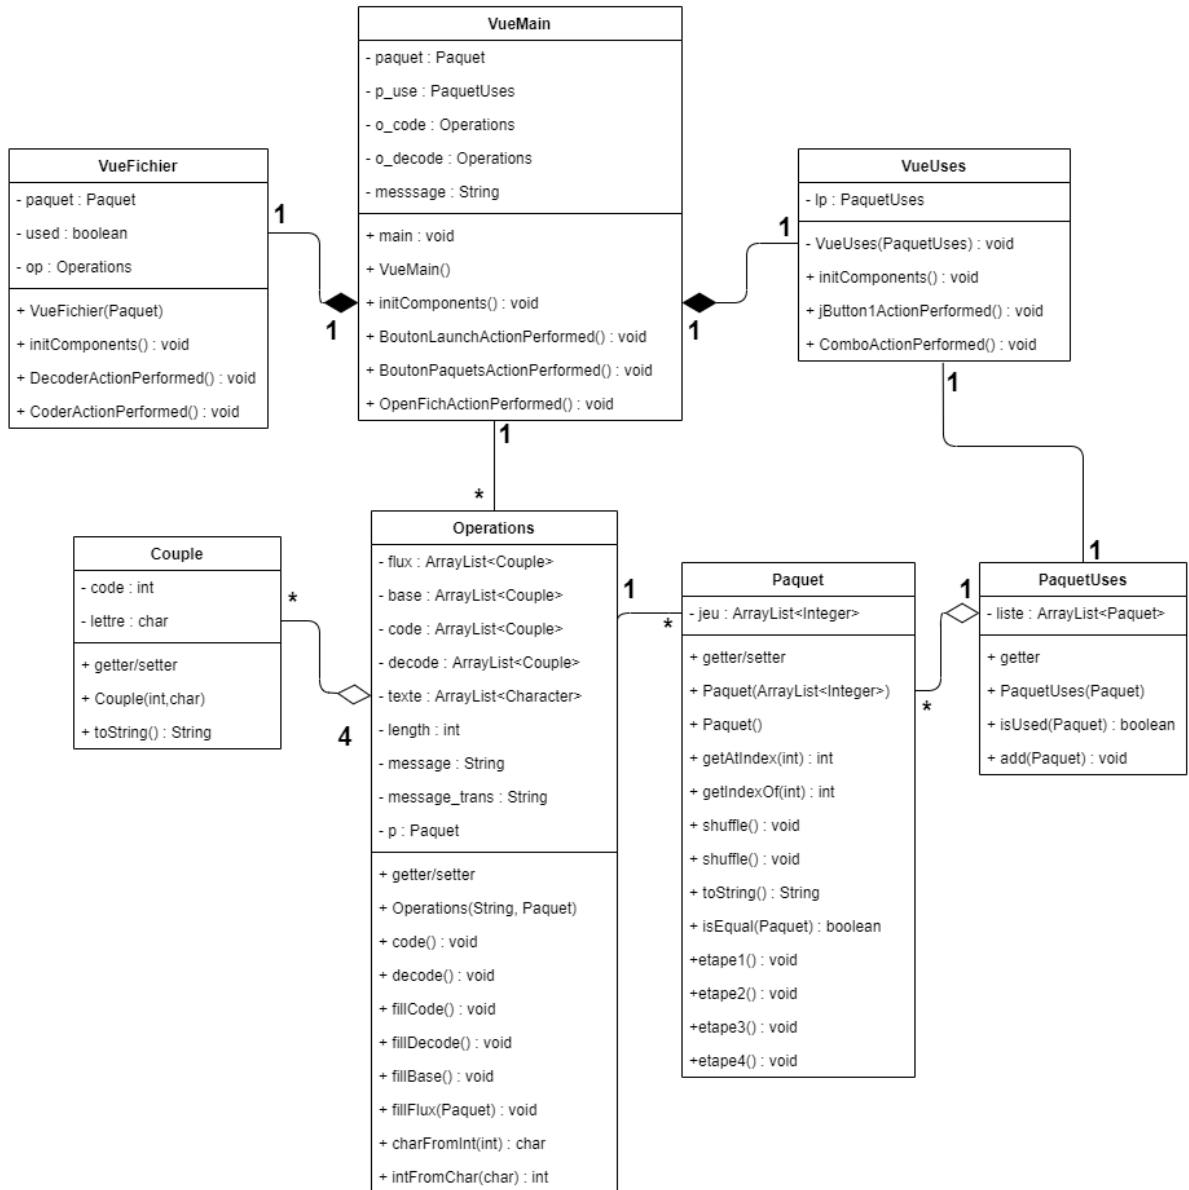 VueMain
- paquet : Paquet
- p_use : PaquetUses
- o_code : Operations
- o_decode : Operations
- messsage : String
+ main : void
+ VueMain()
+ initComponents() : void
+ BoutonLaunchActionPerformed() : void
+ BoutonPaquetsActionPerformed() : void
+ OpenFichActionPerformed() : void
VueFichier
- paquet : Paquet
- used : boolean
- op : Operations
+ VueFichier(Paquet)
+ initComponents() : void
+ DecoderActionPerformed() : void
+ CoderActionPerformed() : void
1
1
VueUses
- lp : PaquetUses
- VueUses(PaquetUses) : void
+ initComponents() : void
+ jButton1ActionPerformed() : void
+ ComboActionPerformed() : void
1
1
1
1
1
*
Couple
- code : int
- lettre : char
+ getter/setter
+ Couple(int,char)
+ toString() : String
*
4
Operations
- flux : ArrayList<Couple>
- base : ArrayList<Couple>
- code : ArrayList<Couple>
- decode : ArrayList<Couple>
- texte : ArrayList<Character>
- length : int
- message : String
- message_trans : String
- p : Paquet
+ getter/setter
+ Operations(String, Paquet)
+ code() : void
+ decode() : void
+ fillCode() : void
+ fillDecode() : void
+ fillBase() : void
+ fillFlux(Paquet) : void
+ charFromInt(int) : char
+ intFromChar(char) : int
1
*
Paquet
- jeu : ArrayList<Integer>
+ getter/setter
+ Paquet(ArrayList<Integer>)
+ Paquet()
+ getAtIndex(int) : int
+ getIndexOf(int) : int
+ shuffle() : void
+ shuffle() : void
+ toString() : String
+ isEqual(Paquet) : boolean
+etape1() : void
+etape2() : void
+etape3() : void
+etape4() : void
1
*
PaquetUses
- liste : ArrayList<Paquet>
+ getter
+ PaquetUses(Paquet)
+ isUsed(Paquet) : boolean
+ add(Paquet) : void